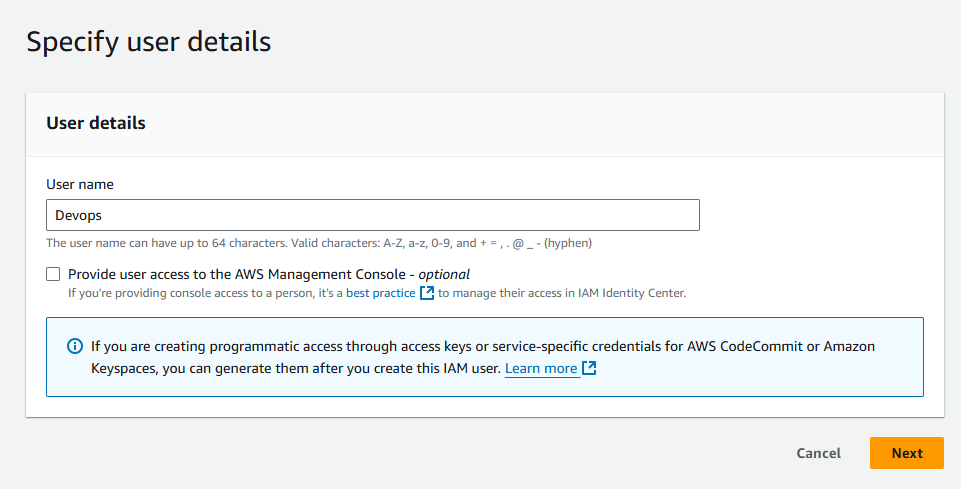 Specify user details
User details
User name
Devops
The user name can have up to 64 characters. Valid characters: A-Z, a-z, 0-9, and + = , . @ _ - (hyphen)
Provide user access to the AWS Management Console - optional
If you're providing console access to a person, it's a best practice to manage their access in IAM Identity Center.
If you are creating programmatic access through access keys or service-specific credentials for AWS CodeCommit or Amazon
Keyspaces, you can generate them after you create this IAM user. Learn more
Cancel
Next